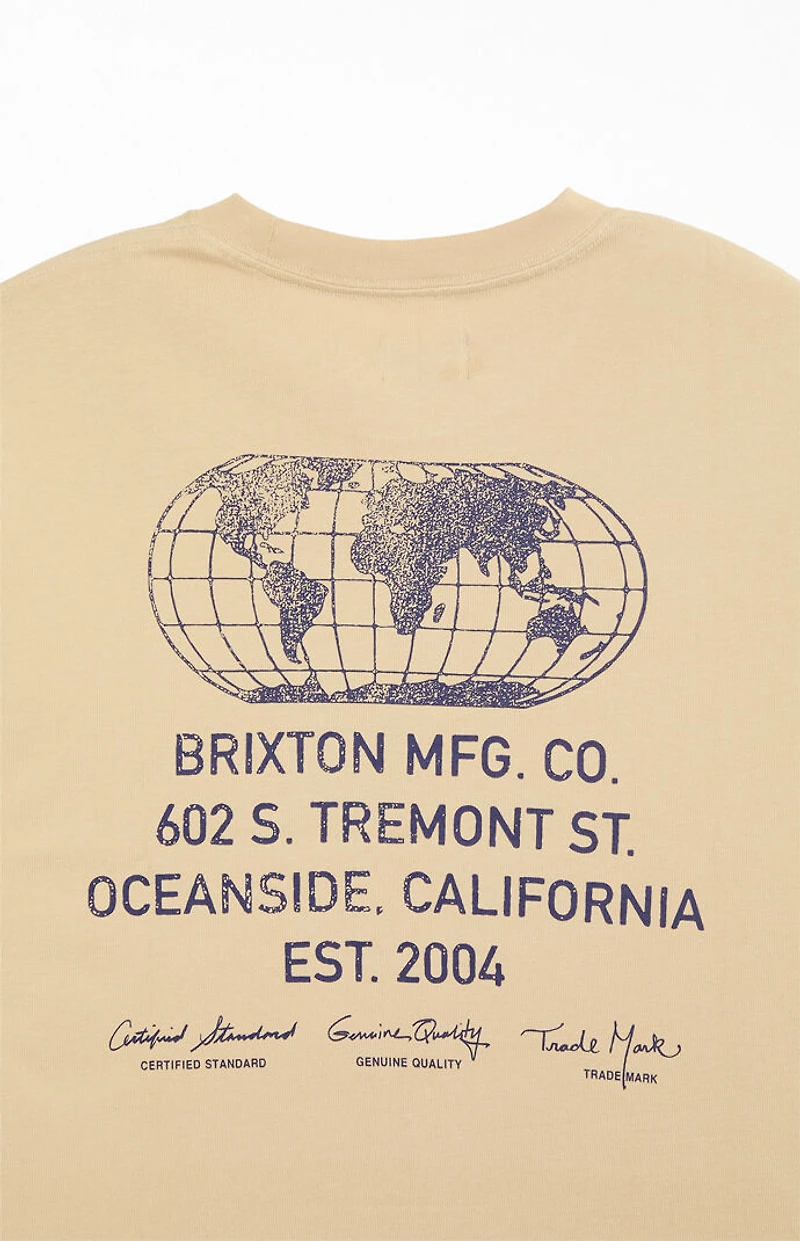 BRIXTON MFG. CO.
602 S. TREMONT ST.
OCEANSIDE, CALIFORNIA
EST. 2004
Certified Standard Genuine Quality Trade Mark
CERTIFIED STANDARD GENUINE QUALITY TRADE MARK